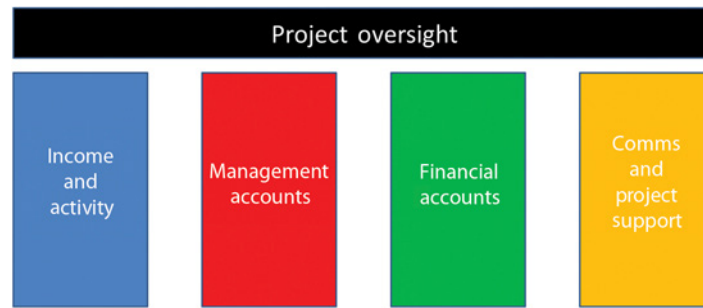 Project oversight
Income
and
activity
Management
accounts
Financial
accounts
Comms
and
project
support